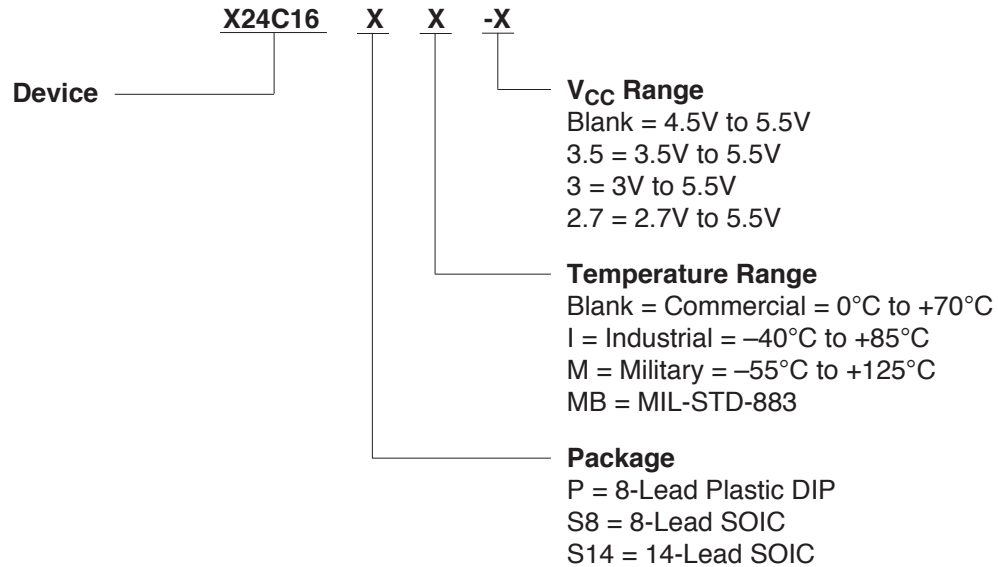 X24C16 X X -X
Device
VCC Range
Blank = 4.5V to 5.5V
3.5 = 3.5V to 5.5V
3 = 3V to 5.5V
2.7 = 2.7V to 5.5V
Temperature Range
Blank = Commercial = 0°C to +70°C
I = Industrial = –40°C to +85°C
M = Military = –55°C to +125°C
MB = MIL-STD-883
Package
P = 8-Lead Plastic DIP
S8 = 8-Lead SOIC
S14 = 14-Lead SOIC